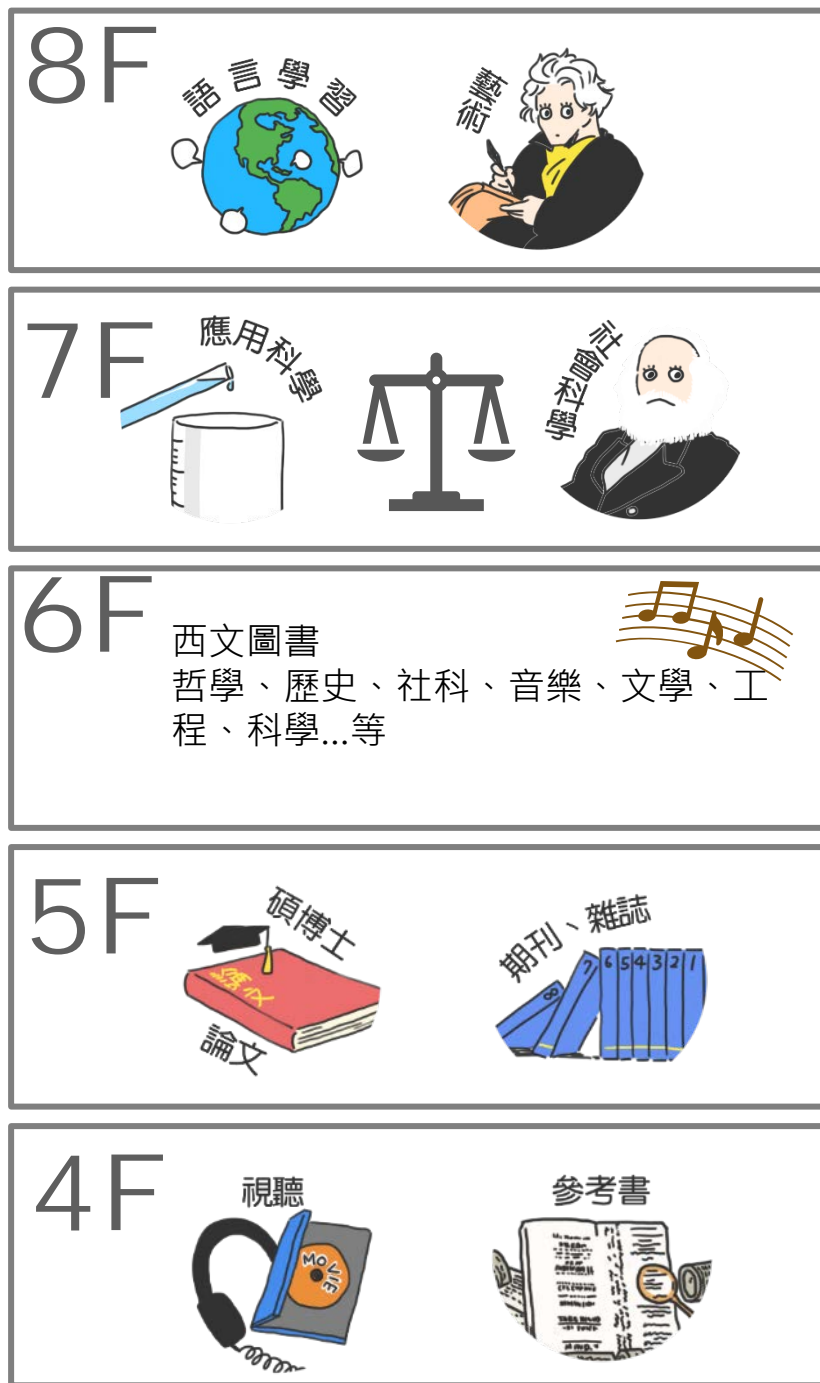 8F
語言學習
藝術
7F
應用科學
社會科學
6F
西文圖書
哲學、歷史、社科、音樂、文學、工
程、科學...等
5F
碩博士
論文
論文
期刊、雜誌
8 7 6 5 4 3 2 1
4F
視聽
MOVIE
參考書